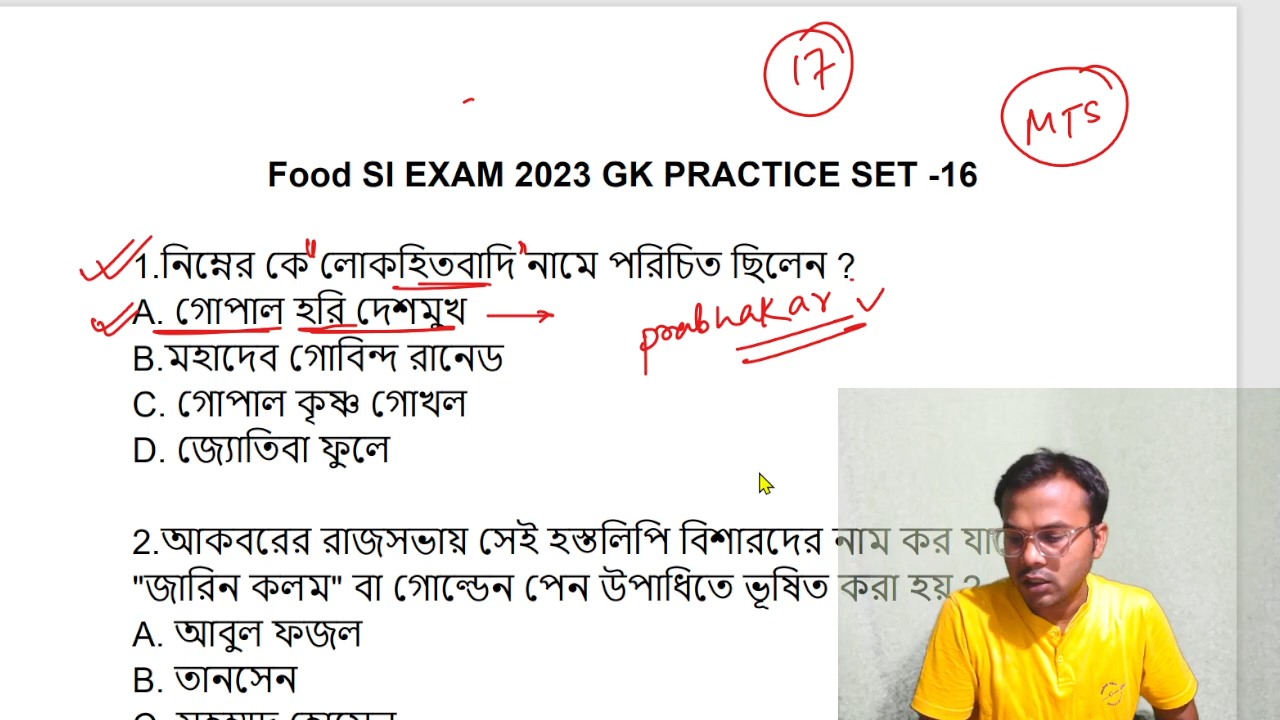 17
MTS
Food SI EXAM 2023 GK PRACTICE SET -16
1.নিম্নের কে "লোকহিতবাদি" নামে পরিচিত ছিলেন ?
A. গোপাল হরি দেশমুখ
prabhakar
B.মহাদেব গোবিন্দ রানেড
C. গোপাল কৃষ্ণ গোখল
D. জ্যোতিবা ফুলে
2.আকবরের রাজসভায় সেই হস্তলিপি বিশারদের নাম কর
"জারিন কলম" বা গোল্ডেন পেন উপাধিতে ভূষিত করা হয় ?
A. আবুল ফজল
B. তানসেন